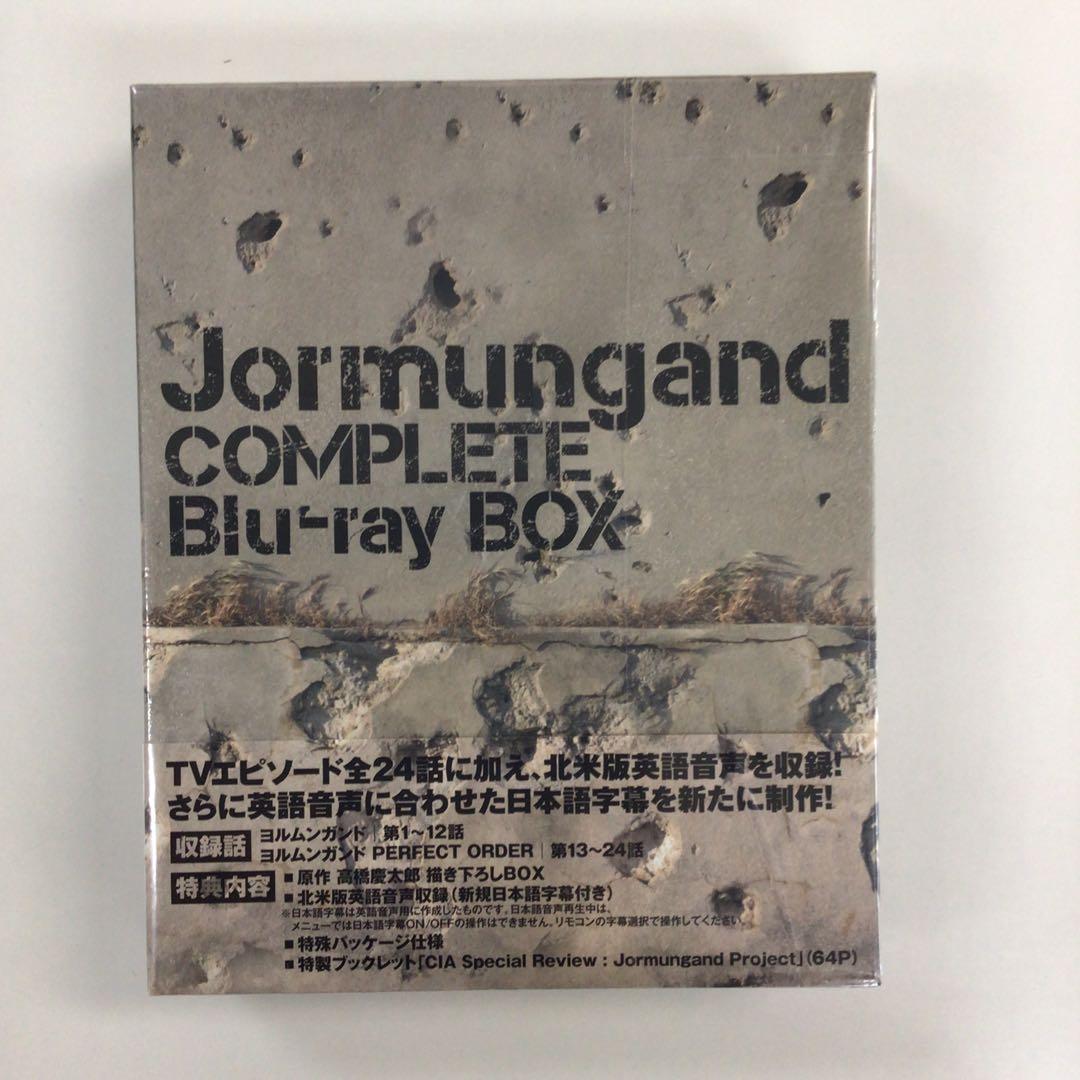 Jormungand
COMPLETE
Blu-ray BOX
TVエピソード全24話に加え、北米版英語音声を収録!
さらに英語音声に合わせた日本語字幕を新たに制作!
収録話 ヨルムンガンド|第1~12話
ヨルムンガンド PERFECT ORDER|第13~24話
特典内容 ■原作 高橋慶太郎 描き下ろしBOX
■北米版英語音声収録(新規日本語字幕付き)
※日本語字幕は英語音声用に作成したものです。日本語音声再生中は、
メニューでは日本語字幕ON/OFFの操作はできません。リモコンの字幕選択で操作してください。
■特殊パッケージ仕様
■特製ブックレット「CIA Special Review : Jormungand Project」(64P)